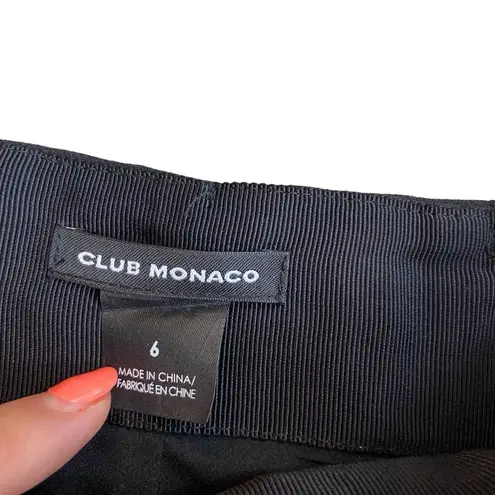 CLUB MONACO
6
MADE IN CHINA/
FABRIQUÉ EN CHINE